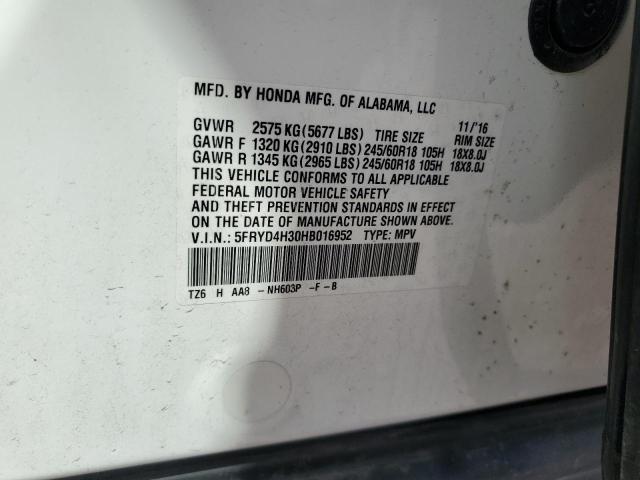 MFD. BY HONDA MFG. OF ALABAMA, LLC
11/'16
GVWR 2575 KG (5677 LBS) TIRE SIZE RIM SIZE
GAWR F 1320 KG (2910 LBS) 245/60R18 105H 18X8.0J
GAWR R 1345 KG (2965 LBS) 245/60R18 105H 18X8.0J
THIS VEHICLE CONFORMS TO ALL APPLICABLE
FEDERAL MOTOR VEHICLE SAFETY
AND THEFT PREVENTION STANDARDS IN EFFECT
ON THE DATE OF MANUFACTURE SHOWN ABOVE.
V.I.N.: 5FRYD4H30HB016952 TYPE: MPV
TZ6 H AA8 - NH603P - F - B